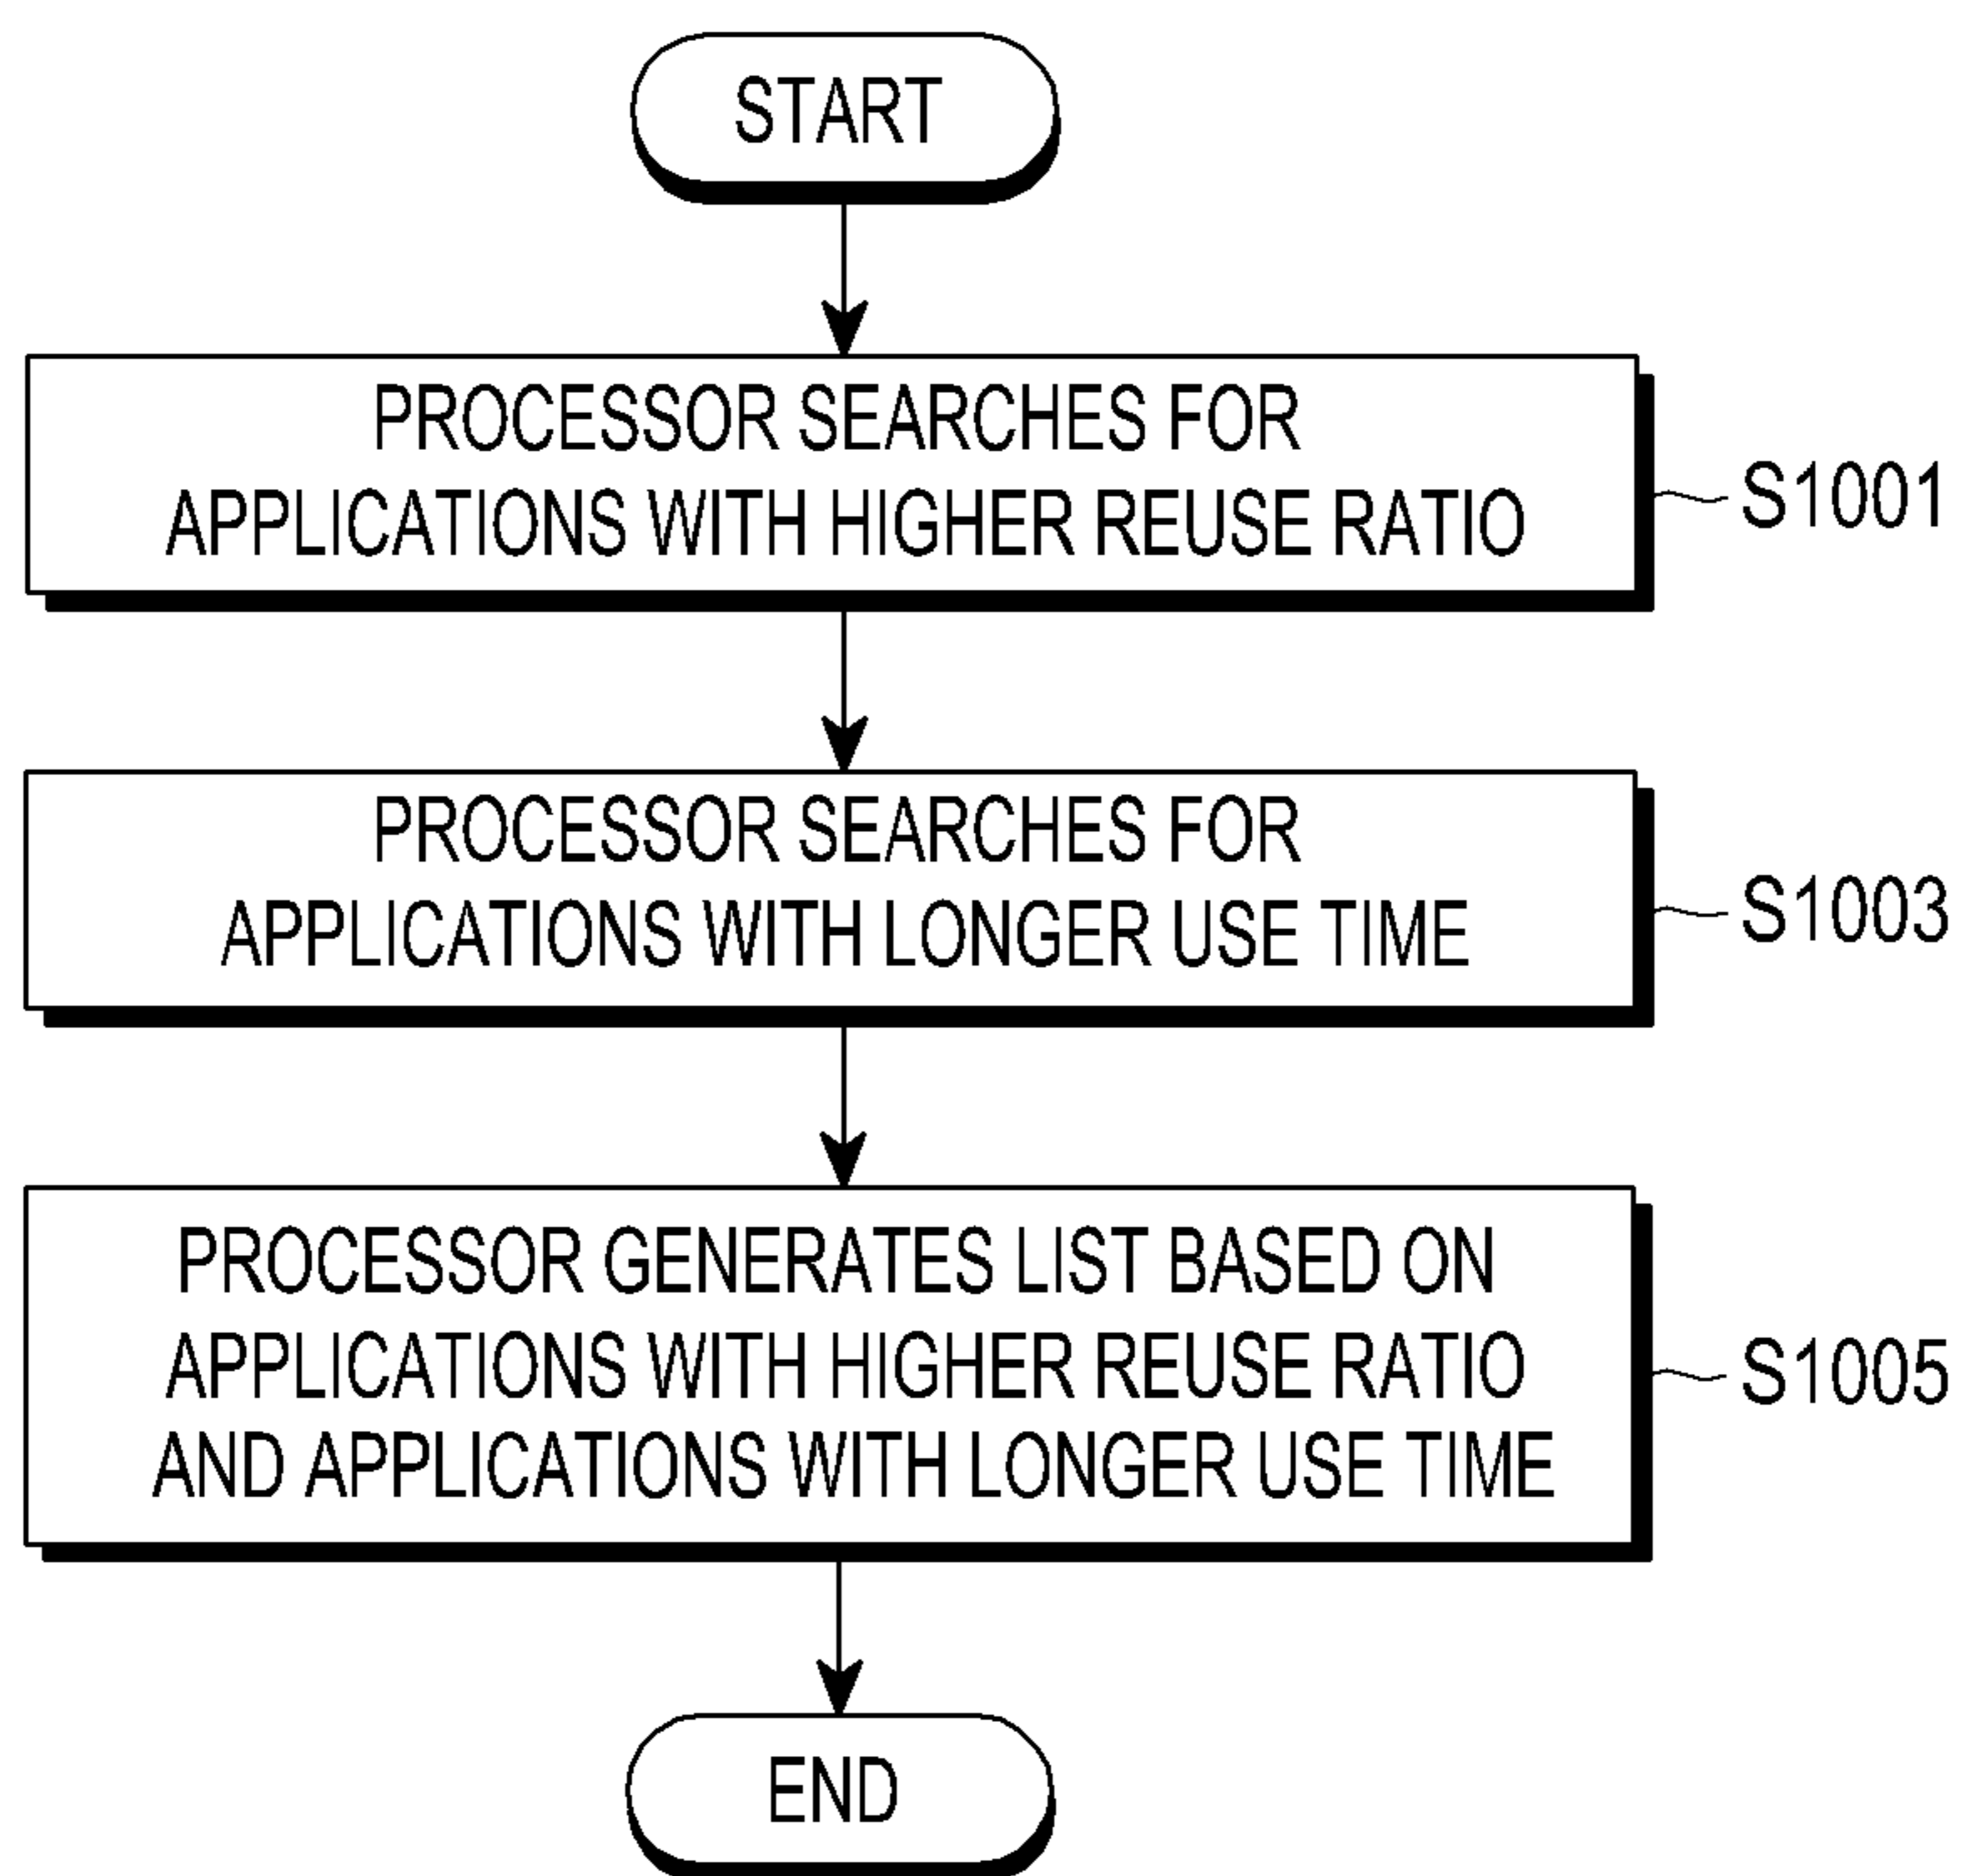 START
PROCESSOR SEARCHES FOR
APPLICATIONS WITH HIGHER REUSE RATIO
S1001
PROCESSOR SEARCHES FOR
APPLICATIONS WITH LONGER USE TIME
S1003
PROCESSOR GENERATES LIST BASED ON
APPLICATIONS WITH HIGHER REUSE RATIO
AND APPLICATIONS WITH LONGER USE TIME
S1005
END